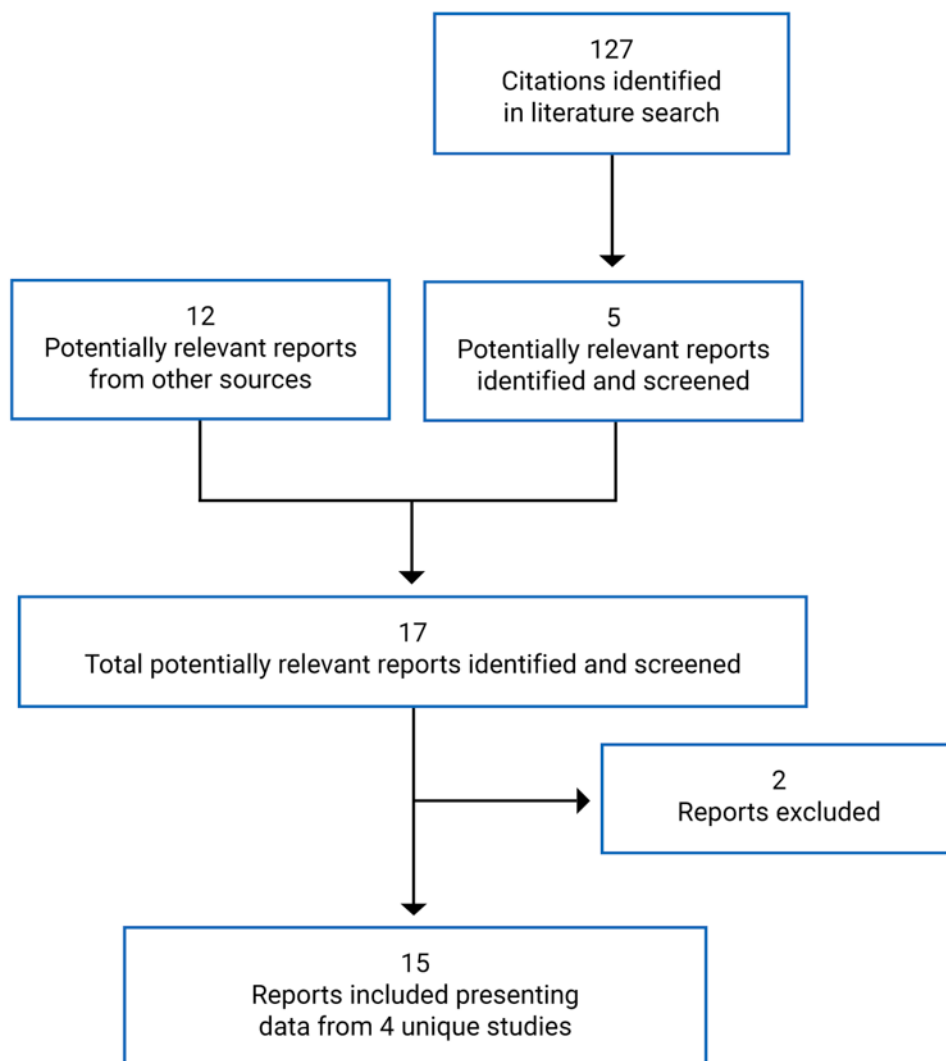 127
Citations identified
in literature search
12
Potentially relevant reports
from other sources
5
Potentially relevant reports
identified and screened
17
Total potentially relevant reports identified and screened
2
Reports excluded
15
Reports included presenting
data from 4 unique studies